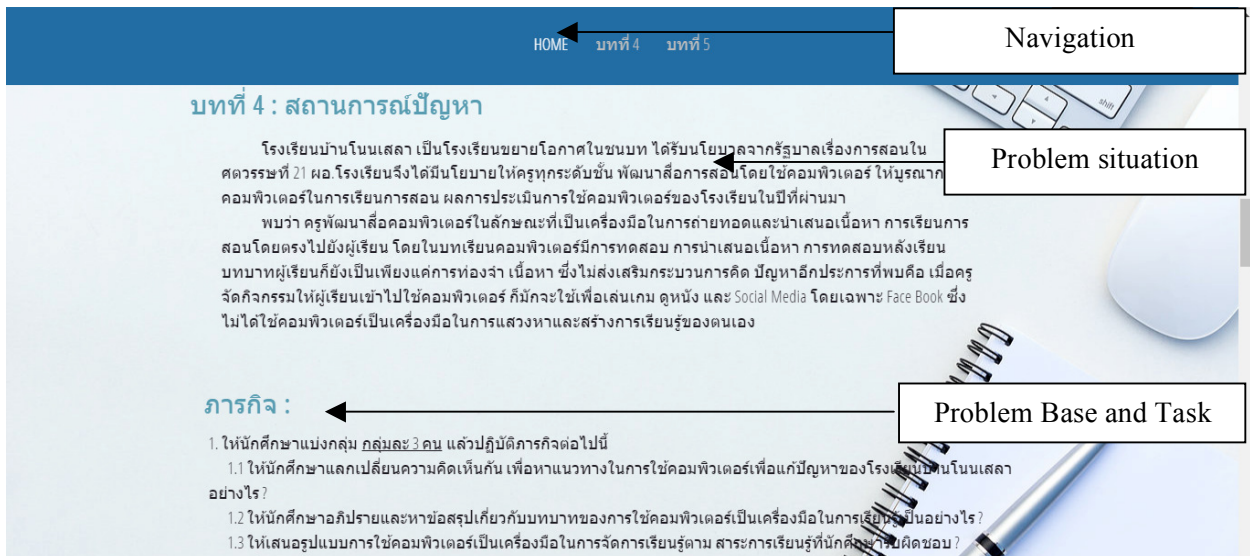 HOME บทที่ 4 บทที่ 5
Navigation
บทที่ 4 : สถานการณ์ปัญหา
shift
โรงเรียนบ้านโนนเสลา เป็นโรงเรียนขยายโอกาสในชนบท ได้รับนโยบาลจากรัฐบาลเรื่องการสอนใน
Problem situation
ศตวรรษที่ 21 ผอ.โรงเรียนจึงได้มีนโยบายให้ครูทุกระดับชั้น พัฒนาสื่อการสอนโดยใช้คอมพิวเตอร์ ให้บูรณาก
คอมพิวเตอร์ในการเรียนการสอน ผลการประเมินการใช้คอมพิวเตอร์ของโรงเรียนในปีที่ผ่านมา
พบว่า ครูพัฒนาสื่อคอมพิวเตอร์ในลักษณะที่เป็นเครื่องมือในการถ่ายทอดและนำเสนอเนื้อหา การเรียนการ
สอนโดยตรงไปยังผู้เรียน โดยในบทเรียนคอมพิวเตอร์มีการทดสอบ การนำเสนอเนื้อหา การทดสอบหลังเรียน
บทบาทผู้เรียนก็ยังเป็นเพียงแค่การท่องจำ เนื้อหา ซึ่งไม่ส่งเสริมกระบวนการคิด ปัญหาอีกประการที่พบคือ เมื่อครู
จัดกิจกรรมให้ผู้เรียนเข้าไปใช้คอมพิวเตอร์ ก็มักจะใช้เพื่อเล่นเกม ดูหนัง และ Social Media โดยเฉพาะ Face Book ซึ่ง
ไม่ได้ใช้คอมพิวเตอร์เป็นเครื่องมือในการแสวงหาและสร้างการเรียนรู้ของตนเอง
ภารกิจ :
Problem Base and Task
1. ให้นักศึกษาแบ่งกลุ่ม กลุ่มละ 3 คน แล้วปฏิบัติภารกิจต่อไปนี้
1.1 ให้นักศึกษาแลกเปลี่ยนความคิดเห็นกัน เพื่อหาแนวทางในการใช้คอมพิวเตอร์เพื่อแก้ปัญหาของโรงเรียนบ้านโนนเสลา
อย่างไร ?
1.2 ให้นักศึกษาอภิปรายและหาข้อสรุปเกี่ยวกับบทบาทของการใช้คอมพิวเตอร์เป็นเครื่องมือในการเรียนรู้เป็นอย่างไร ?
1.3 ให้เสนอรูปแบบการใช้คอมพิวเตอร์เป็นเครื่องมือในการจัดการเรียนรู้ตาม สาระการเรียนรู้ที่นักศึกษารับผิดชอบ ?